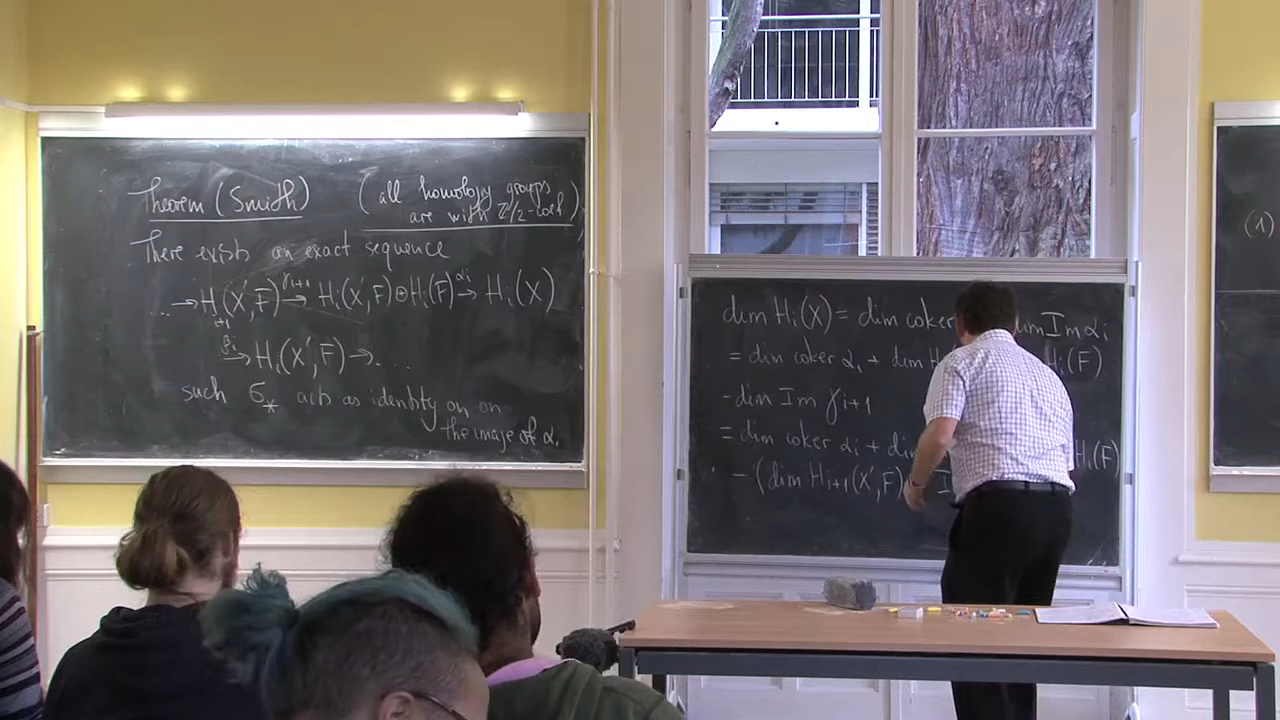 Theorem (Smith) (all homology groups
are with Z/2-coef)
There exists an exact sequence
... → H_{i+1}(X',F) →^{γ_{i+1}} H_i(X',F)⊕H_i(F) →^{α_i} H_i(X)
→^{β_i} H_i(X',F) → ...
such σ_* acts as identity on on
the image of α_i
dim H_i(X) = dim coker dim Im α_i
= dim coker α_i + dim H H_i(F)
- dim Im γ_{i+1}
= dim coker α_i + dim H_i(F)
- (dim H_{i+1}(X',F)
(1)